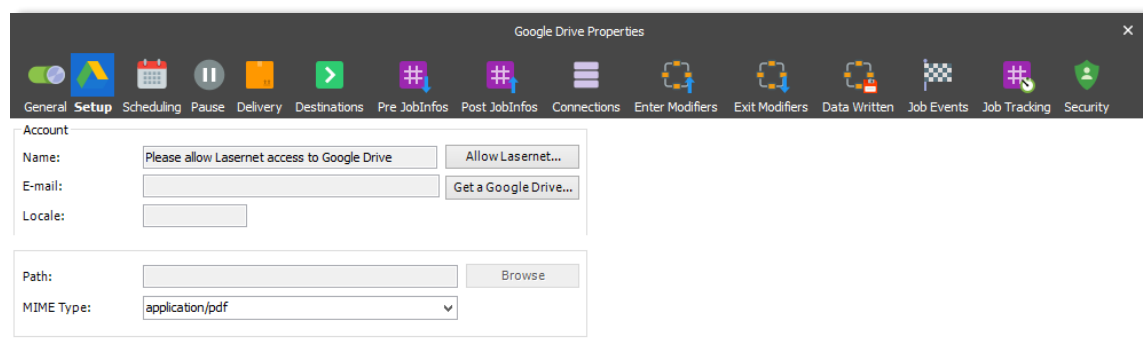 Google Drive Properties
General Setup Scheduling Pause Delivery Destinations Pre JobInfos Post JobInfos Connections Enter Modifiers Exit Modifiers Data Written Job Events Job Tracking Security
Account
Name: Please allow Lasernet access to Google Drive Allow Lasernet...
E-mail: Get a Google Drive...
Locale:
Path: Browse
MIME Type: application/pdf